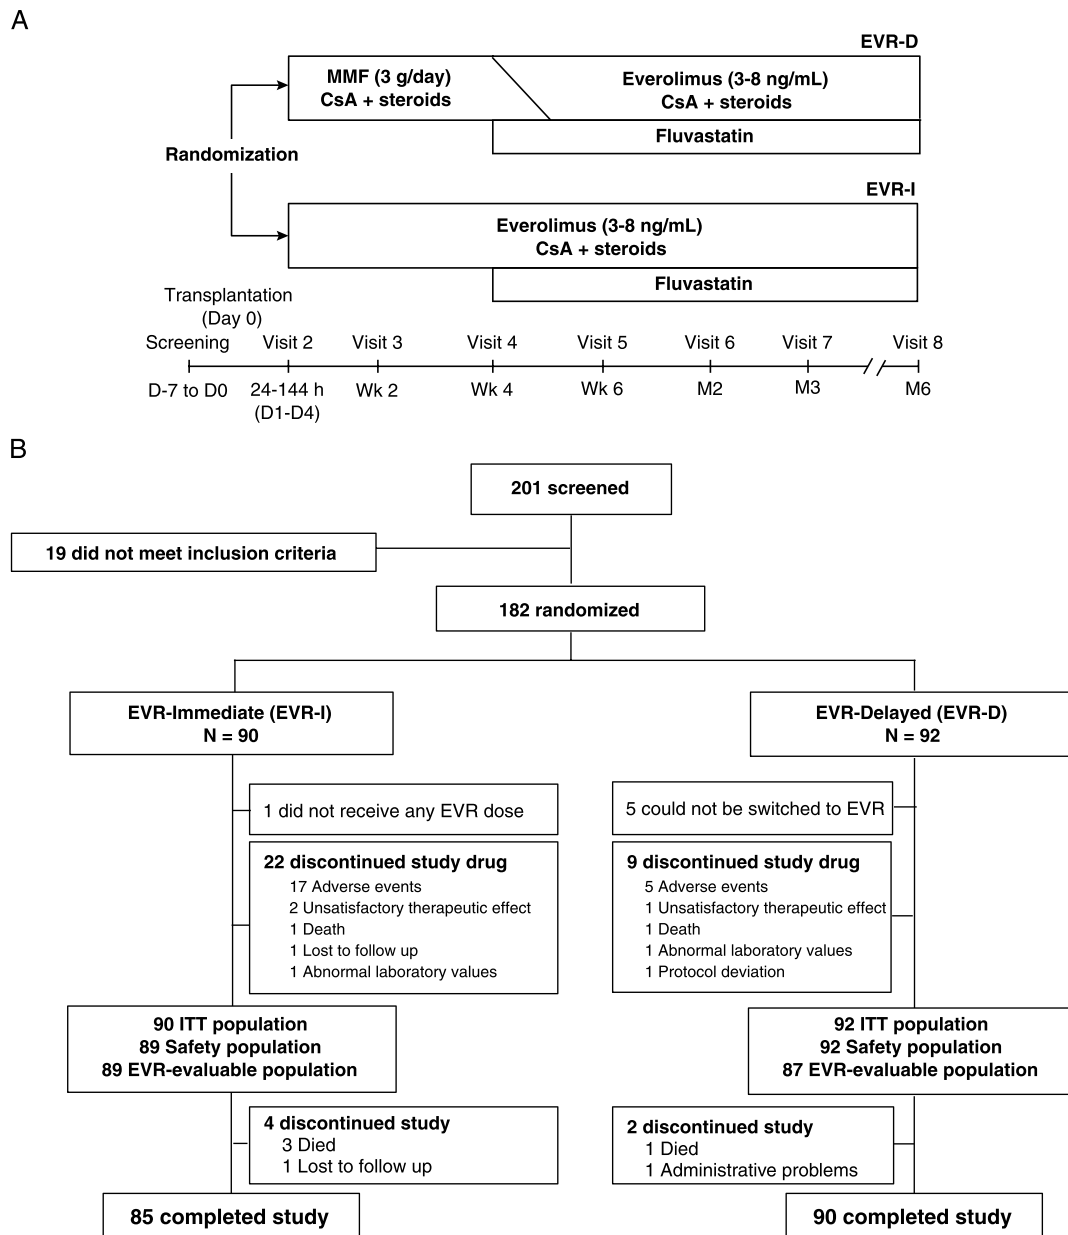 A
EVR-D
MMF (3 g/day)
CsA + steroids
Everolimus (3-8 ng/mL)
CsA + steroids
Fluvastatin
Randomization
EVR-I
Everolimus (3-8 ng/mL)
CsA + steroids
Fluvastatin
Transplantation
(Day 0)
Screening Visit 2 Visit 3 Visit 4 Visit 5 Visit 6 Visit 7 Visit 8
D-7 to D0 24-144 h Wk 2 Wk 4 Wk 6 M2 M3 M6
(D1-D4)
B
201 screened
19 did not meet inclusion criteria
182 randomized
EVR-Immediate (EVR-I)
N = 90
EVR-Delayed (EVR-D)
N = 92
1 did not receive any EVR dose
5 could not be switched to EVR
22 discontinued study drug
17 Adverse events
2 Unsatisfactory therapeutic effect
1 Death
1 Lost to follow up
1 Abnormal laboratory values
9 discontinued study drug
5 Adverse events
1 Unsatisfactory therapeutic effect
1 Death
1 Abnormal laboratory values
1 Protocol deviation
90 ITT population
89 Safety population
89 EVR-evaluable population
92 ITT population
92 Safety population
87 EVR-evaluable population
4 discontinued study
3 Died
1 Lost to follow up
2 discontinued study
1 Died
1 Administrative problems
85 completed study
90 completed study